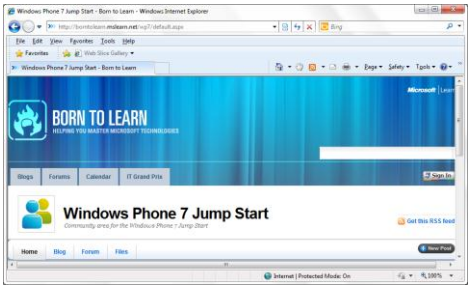 Windows Phone 7 Jump Start - Born to Learn - Windows Internet Explorer
http://borntolearn.mslearn.net/wp7/default.aspx
Bing
File Edit View Favorites Tools Help
Favorites Web Slice Gallery
Windows Phone 7 Jump Start - Born to Learn
Page Safety Tools
Microsoft Learn
BORN TO LEARN
HELPING YOU MASTER MICROSOFT TECHNOLOGIES
Blogs Forums Calendar IT Grand Prix Sign In
Windows Phone 7 Jump Start
Community area for the Windows Phone 7 Jump Start
Get this RSS feed
Home Blog Forum Files New Post
Internet | Protected Mode: On 100%